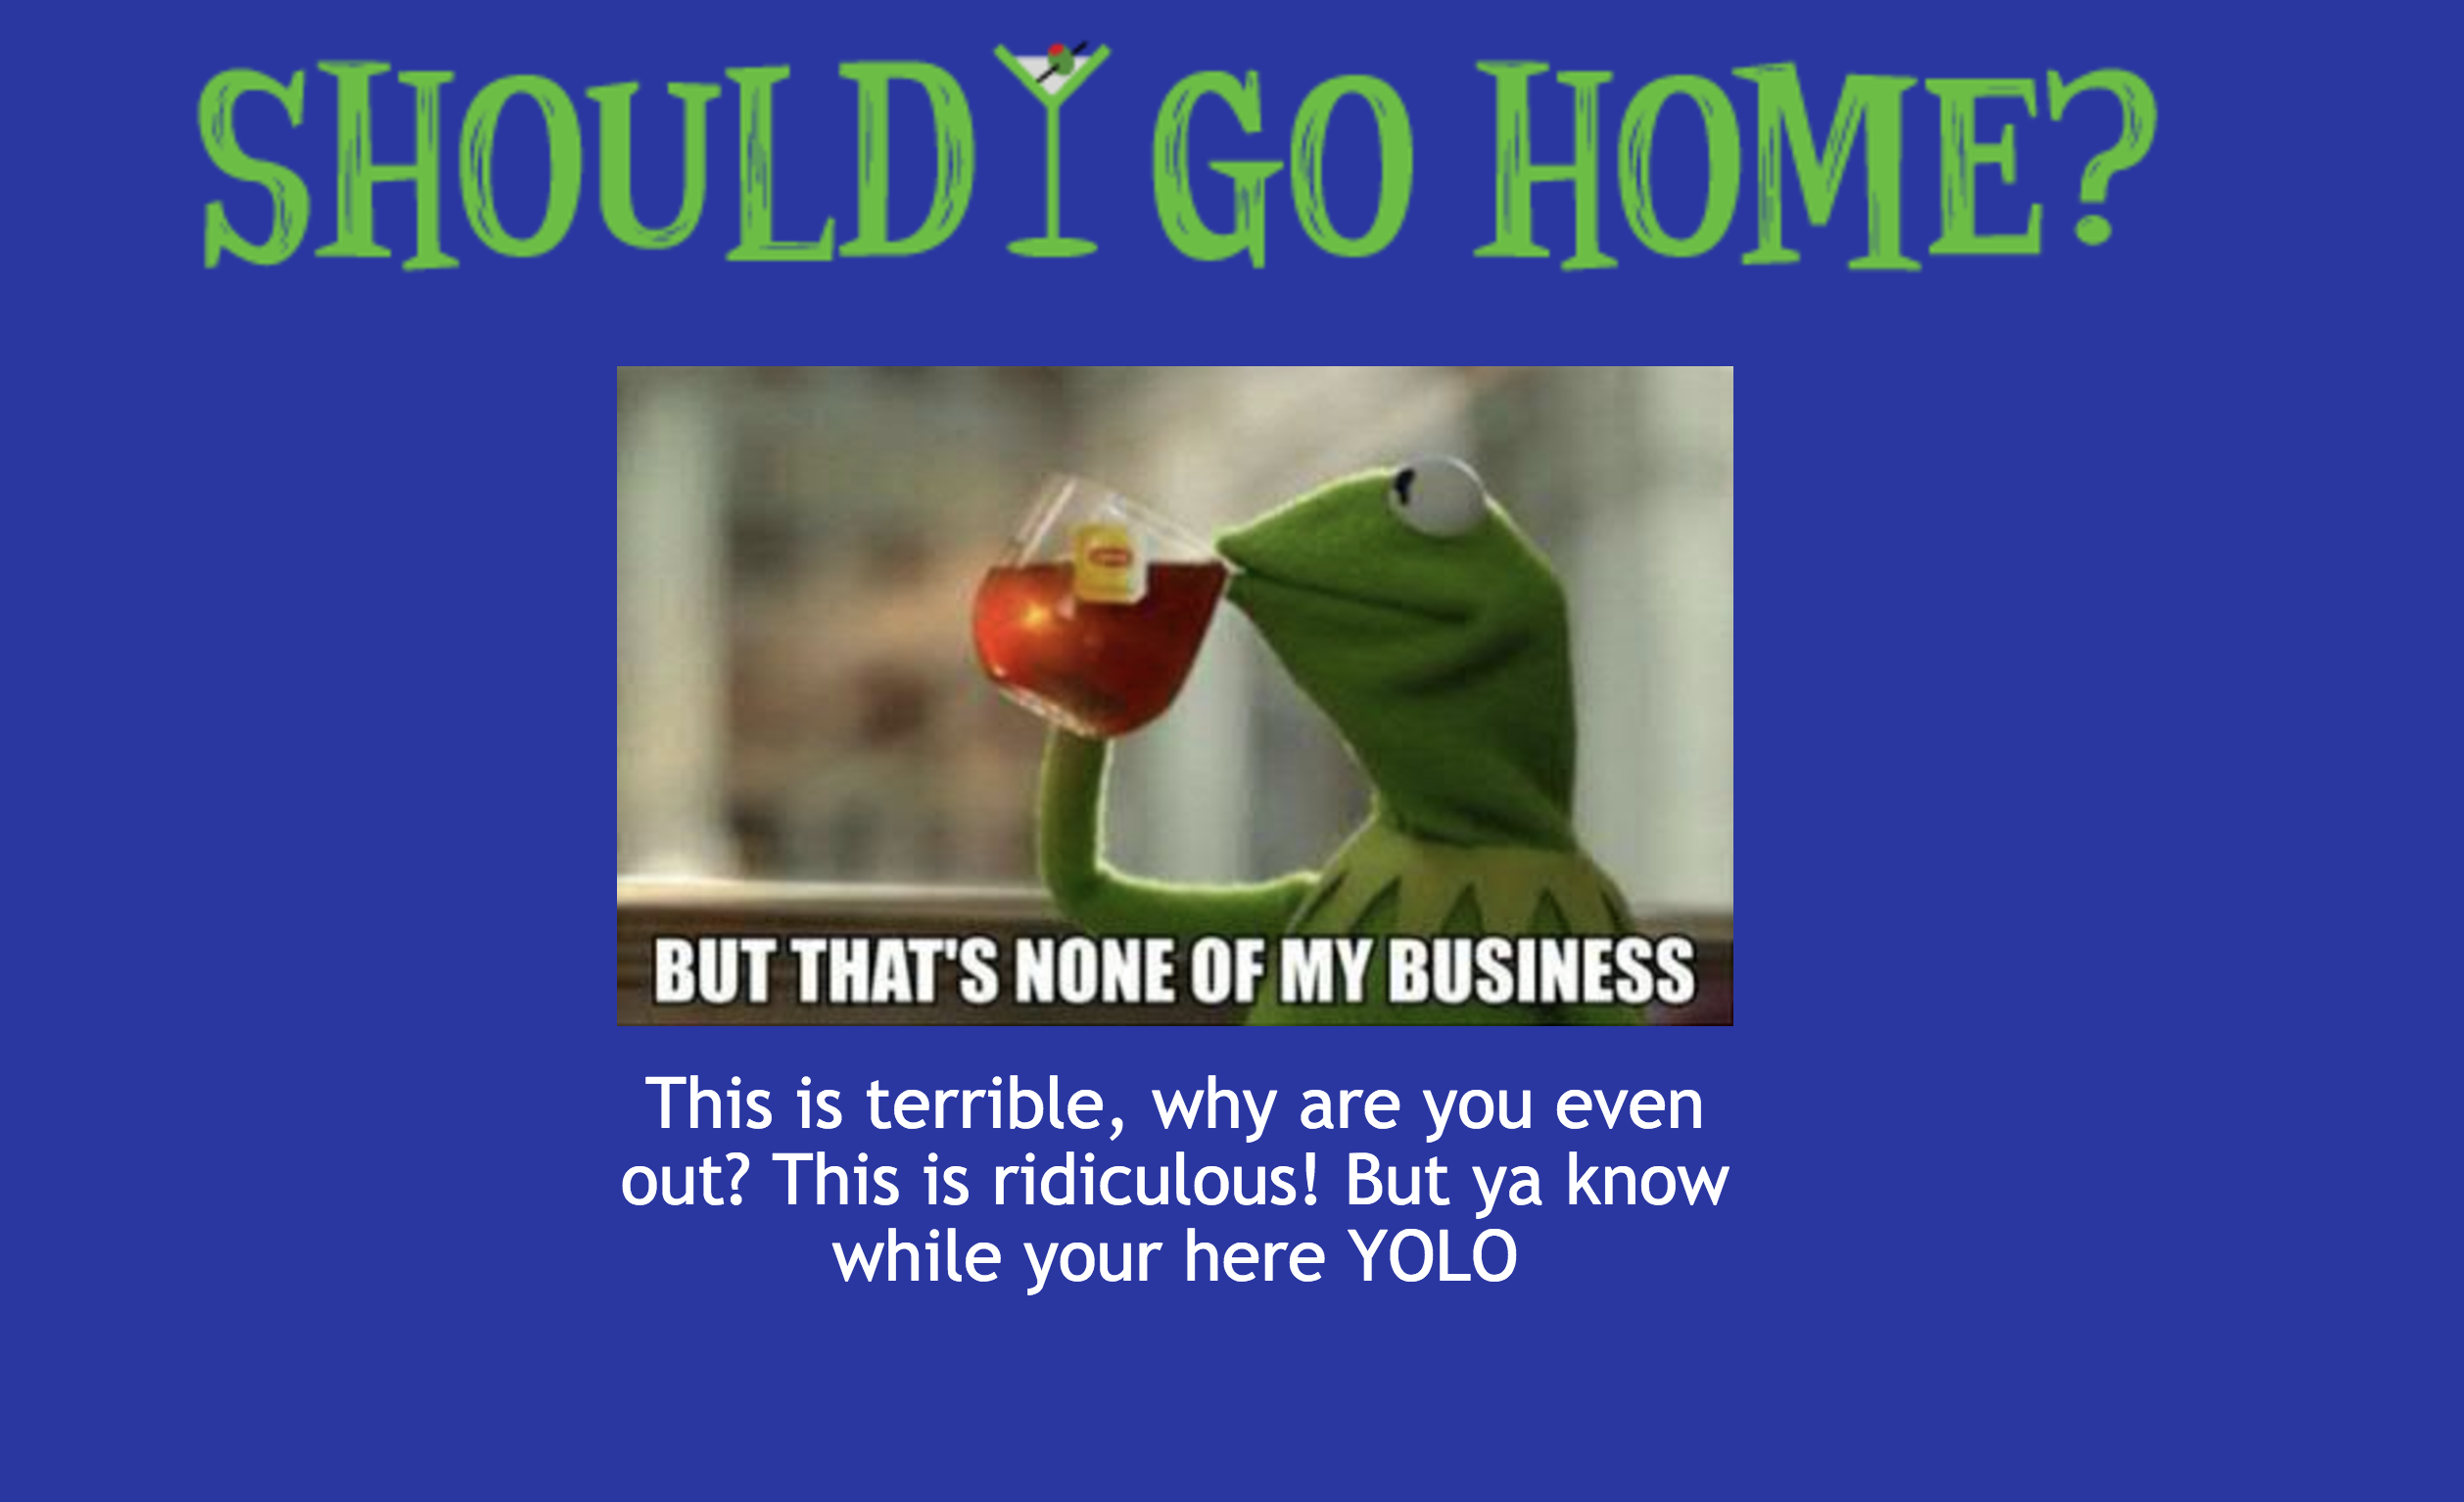 SHOULD I GO HOME?
BUT THAT'S NONE OF MY BUSINESS
This is terrible, why are you even
out? This is ridiculous! But ya know
while your here YOLO